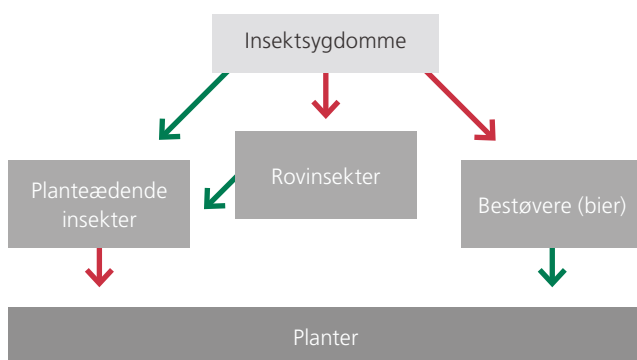 Insektsygdomme
Rovinsekter
Planteædende
insekter
Bestøvere (bier)
Planter